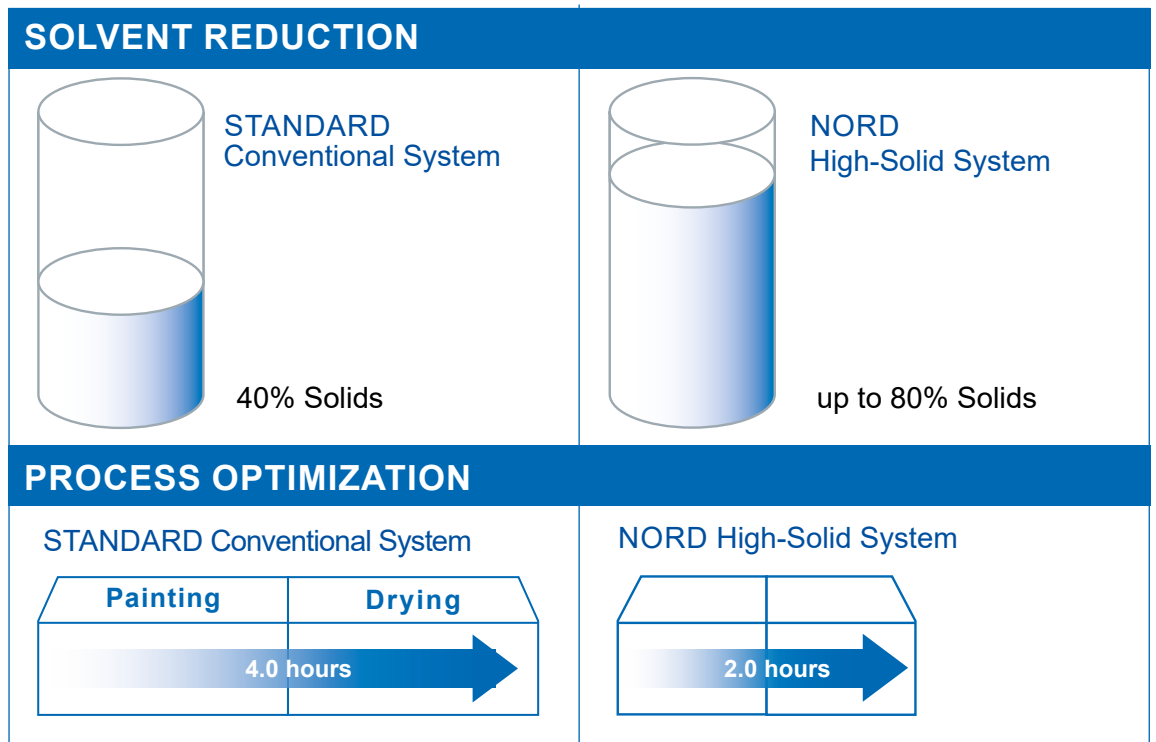 SOLVENT REDUCTION
STANDARD
Conventional System
40% Solids
NORD
High-Solid System
up to 80% Solids
PROCESS OPTIMIZATION
STANDARD Conventional System
Painting
Drying
4.0 hours
NORD High-Solid System
2.0 hours